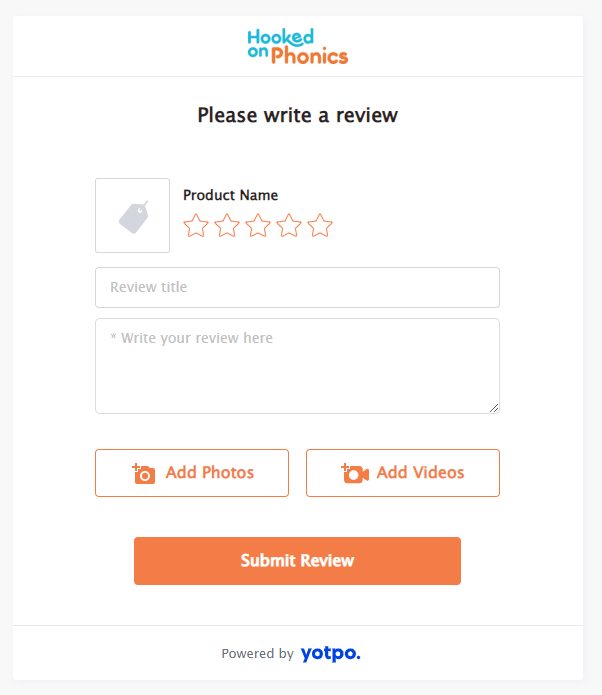 Hooked
on Phonics
Please write a review
Product Name
Review title
* Write your review here
Add Photos
Add Videos
Submit Review
Powered by yotpo.